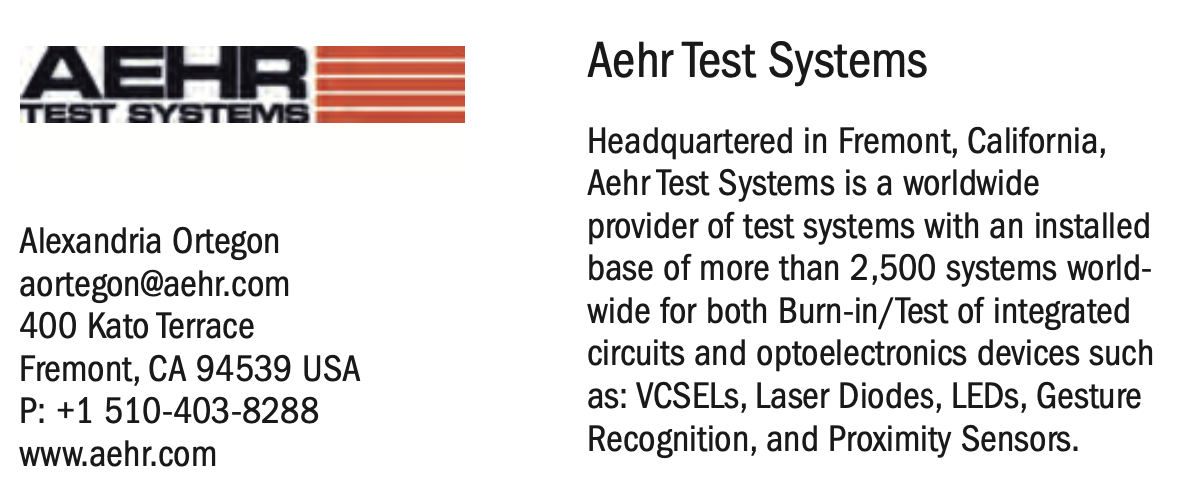 AEHR
TEST SYSTEMS
Alexandria Ortegon
aortegon@aehr.com
400 Kato Terrace
Fremont, CA 94539 USA
P: +1 510-403-8288
www.aehr.com
Aehr Test Systems
Headquartered in Fremont, California,
Aehr Test Systems is a worldwide
provider of test systems with an installed
base of more than 2,500 systems world-
wide for both Burn-in/Test of integrated
circuits and optoelectronics devices such
as: VCSELs, Laser Diodes, LEDs, Gesture
Recognition, and Proximity Sensors.